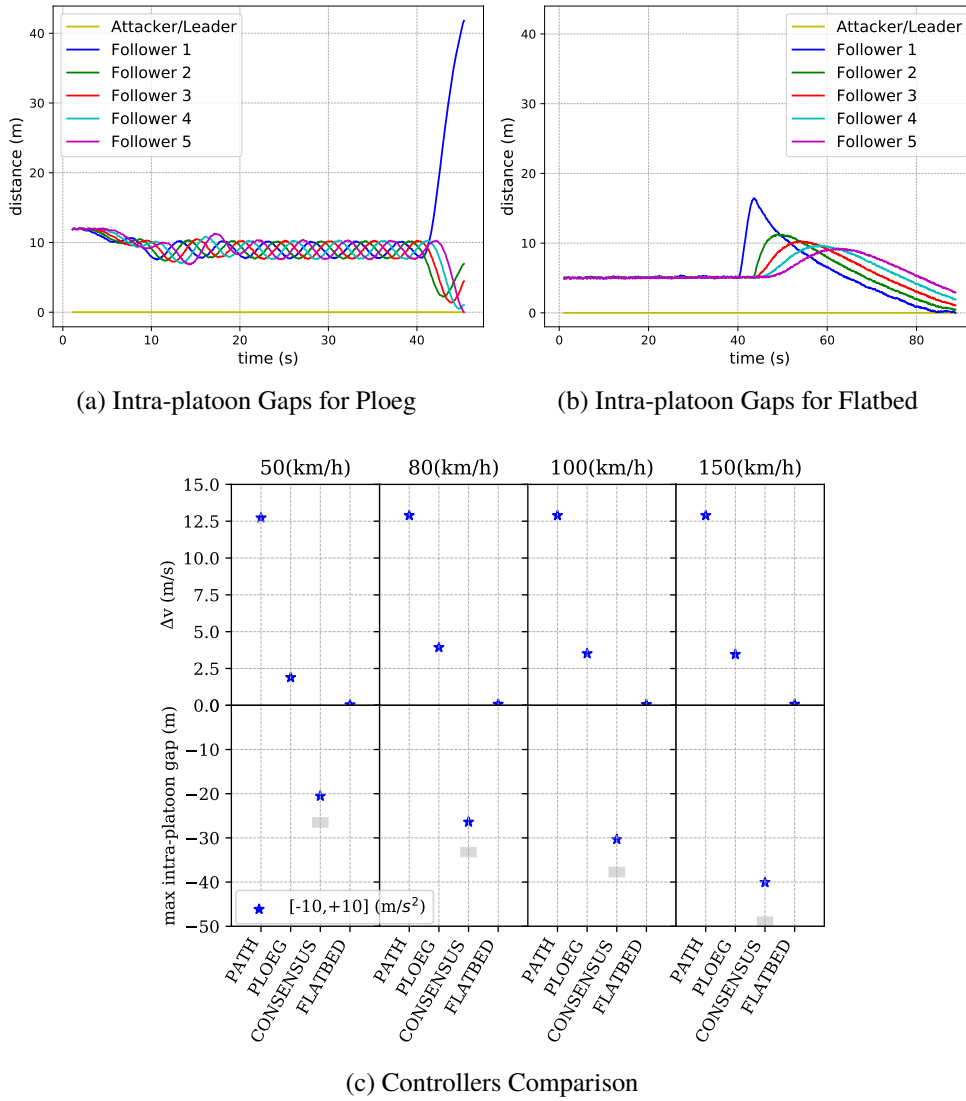 Attacker/Leader
Follower 1
Follower 2
Follower 3
Follower 4
Follower 5
distance (m)
40
30
20
10
0
0 10 20 30 40
time (s)
(a) Intra-platoon Gaps for Ploeg
Attacker/Leader
Follower 1
Follower 2
Follower 3
Follower 4
Follower 5
distance (m)
40
30
20
10
0
0 20 40 60 80
time (s)
(b) Intra-platoon Gaps for Flatbed
50(km/h) 80(km/h) 100(km/h) 150(km/h)
Δv (m/s)
15.0
12.5
10.0
7.5
5.0
2.5
0.0
max intra-platoon gap (m)
−10
−20
−30
−40
−50
[-10,+10] (m/s²)
PATH PLOEG CONSENSUS FLATBED PATH PLOEG CONSENSUS FLATBED PATH PLOEG CONSENSUS FLATBED PATH PLOEG CONSENSUS FLATBED
(c) Controllers Comparison